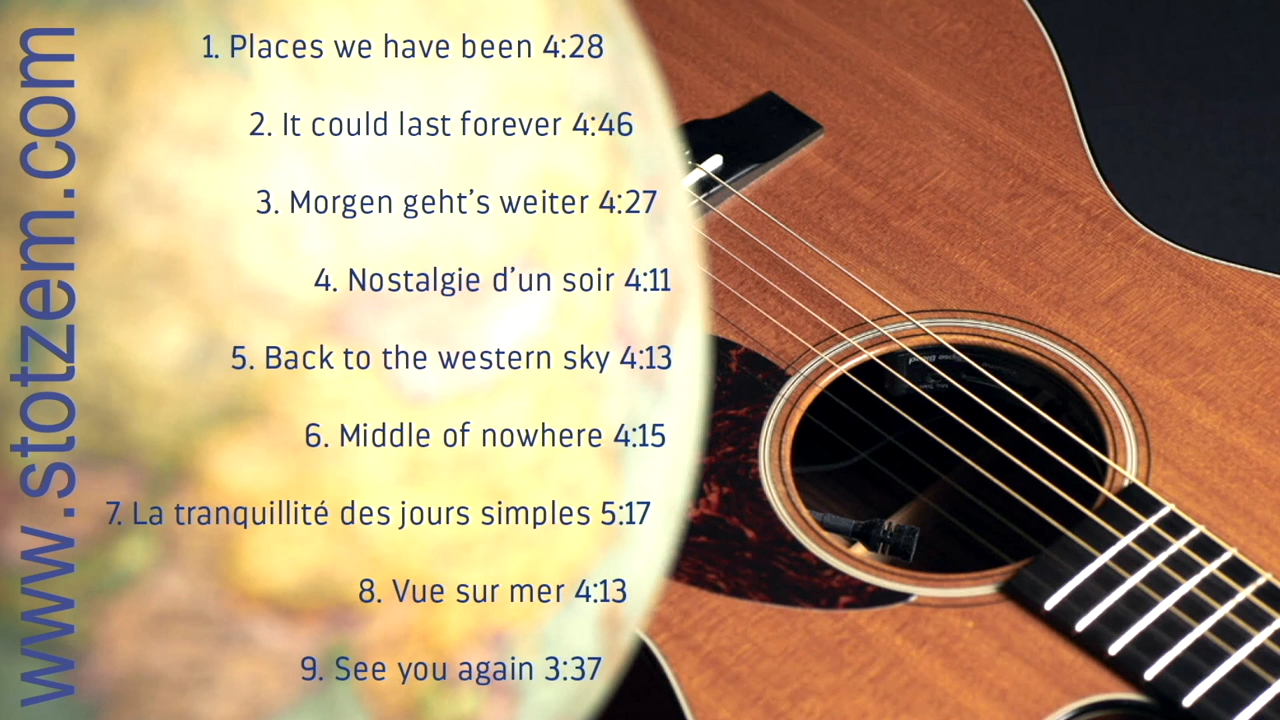 www.stotzem.com
1. Places we have been 4:28
2. It could last forever 4:46
3. Morgen geht’s weiter 4:27
4. Nostalgie d’un soir 4:11
5. Back to the western sky 4:13
6. Middle of nowhere 4:15
7. La tranquillité des jours simples 5:17
8. Vue sur mer 4:13
9. See you again 3:37